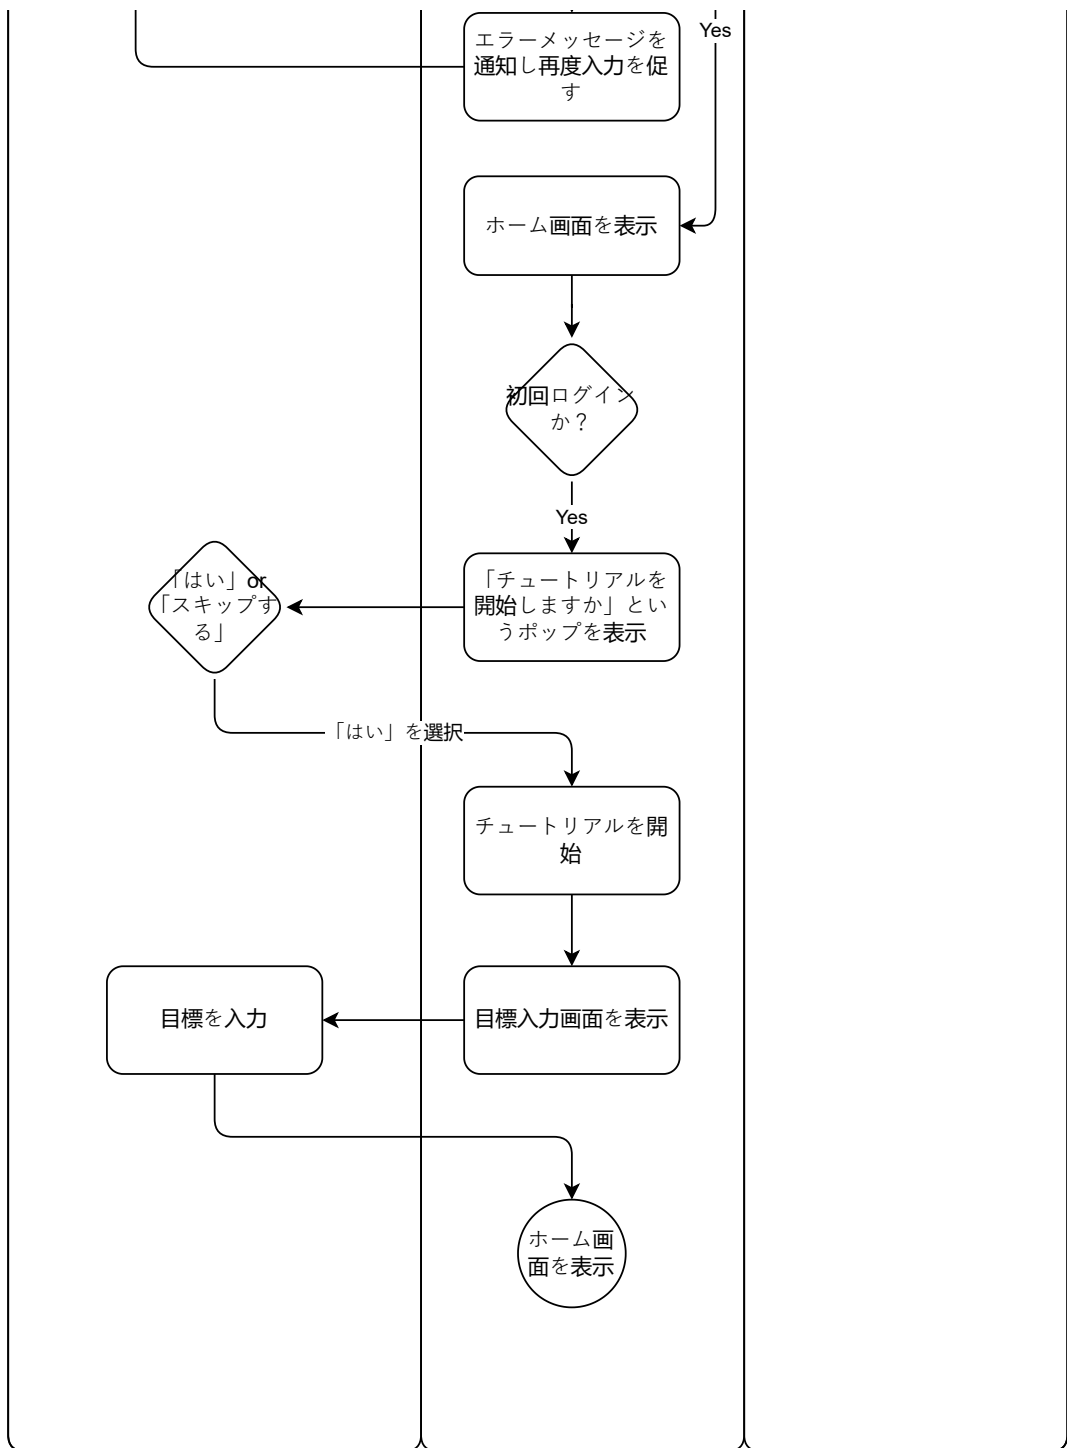 エラーメッセージを
通知し再度入力を促
す
Yes
ホーム画面を表示
初回ログイン
か？
Yes
「はい」or
「スキップす
る」
「チュートリアルを
開始しますか」とい
うポップを表示
「はい」を選択
チュートリアルを開
始
目標を入力
目標入力画面を表示
ホーム画
面を表示